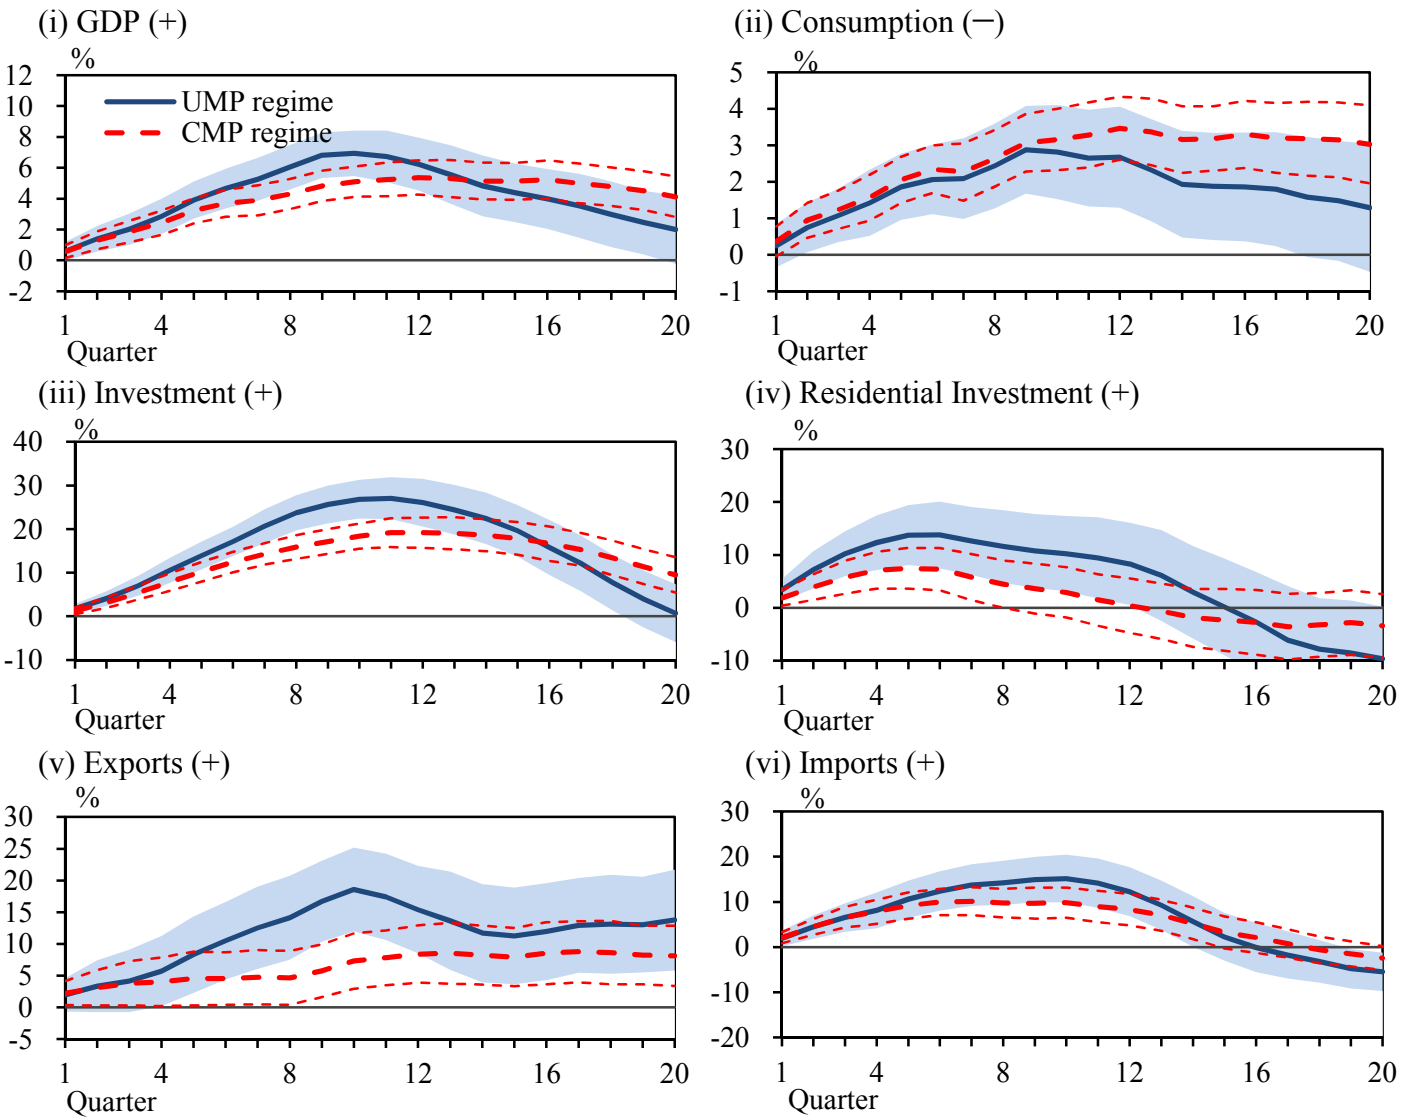 (i) GDP (+)
%
12
10
8
6
4
2
0
-2
UMP regime
CMP regime
1 4 8 12 16 20
Quarter
(ii) Consumption (−)
%
5
4
3
2
1
0
-1
1 4 8 12 16 20
Quarter
(iii) Investment (+)
%
40
30
20
10
0
-10
1 4 8 12 16 20
Quarter
(iv) Residential Investment (+)
%
30
20
10
0
-10
1 4 8 12 16 20
Quarter
(v) Exports (+)
%
30
25
20
15
10
5
0
-5
1 4 8 12 16 20
Quarter
(vi) Imports (+)
%
30
20
10
0
-10
-20
1 4 8 12 16 20
Quarter